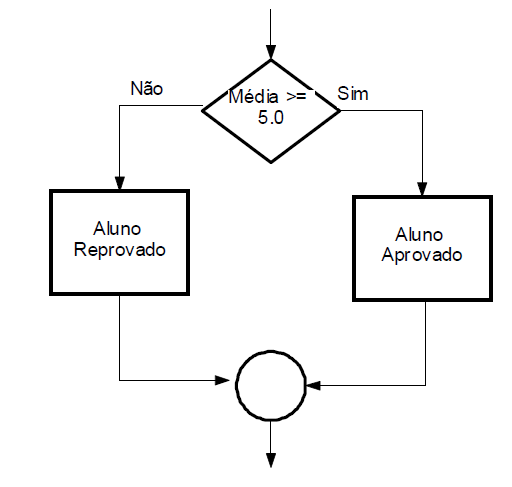 Não
Média >=
5.0
Sim
Aluno
Reprovado
Aluno
Aprovado